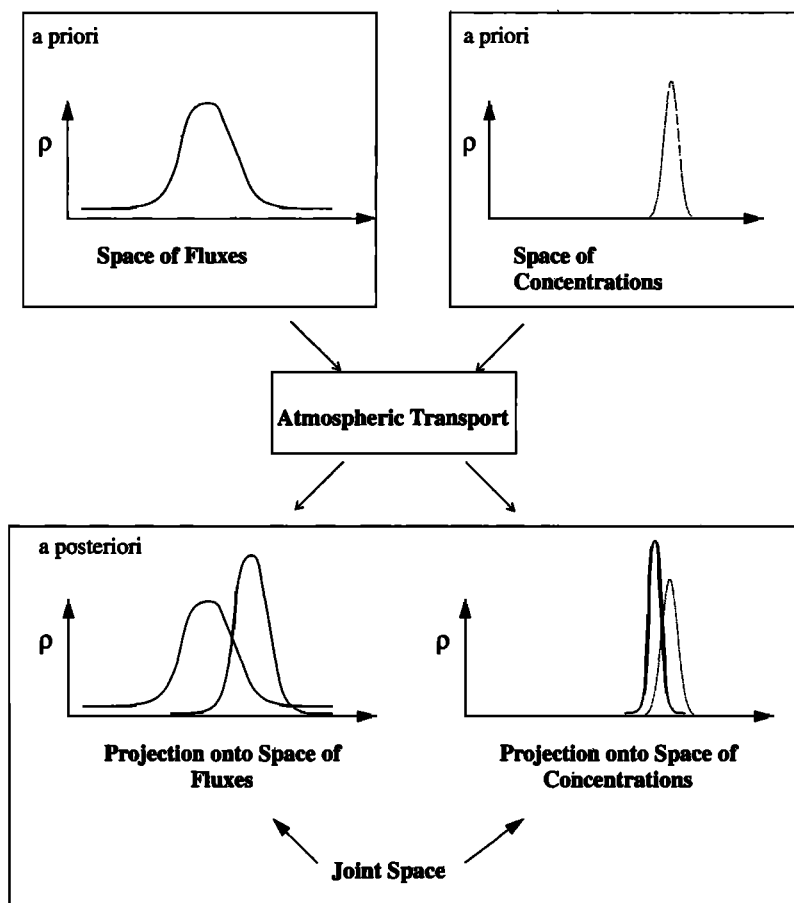 a priori
ρ
Space of Fluxes
a priori
ρ
Space of
Concentrations
Atmospheric Transport
a posteriori
ρ
Projection onto Space of
Fluxes
ρ
Projection onto Space of
Concentrations
Joint Space